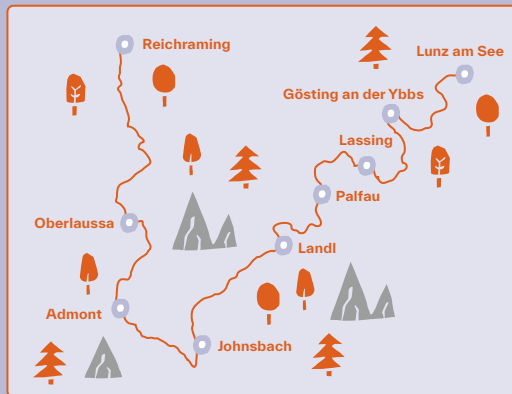 Reichraming
Lunz am See
Gösting an der Ybbs
Lassing
Palfau
Oberlaussa
Landl
Admont
Johnsbach